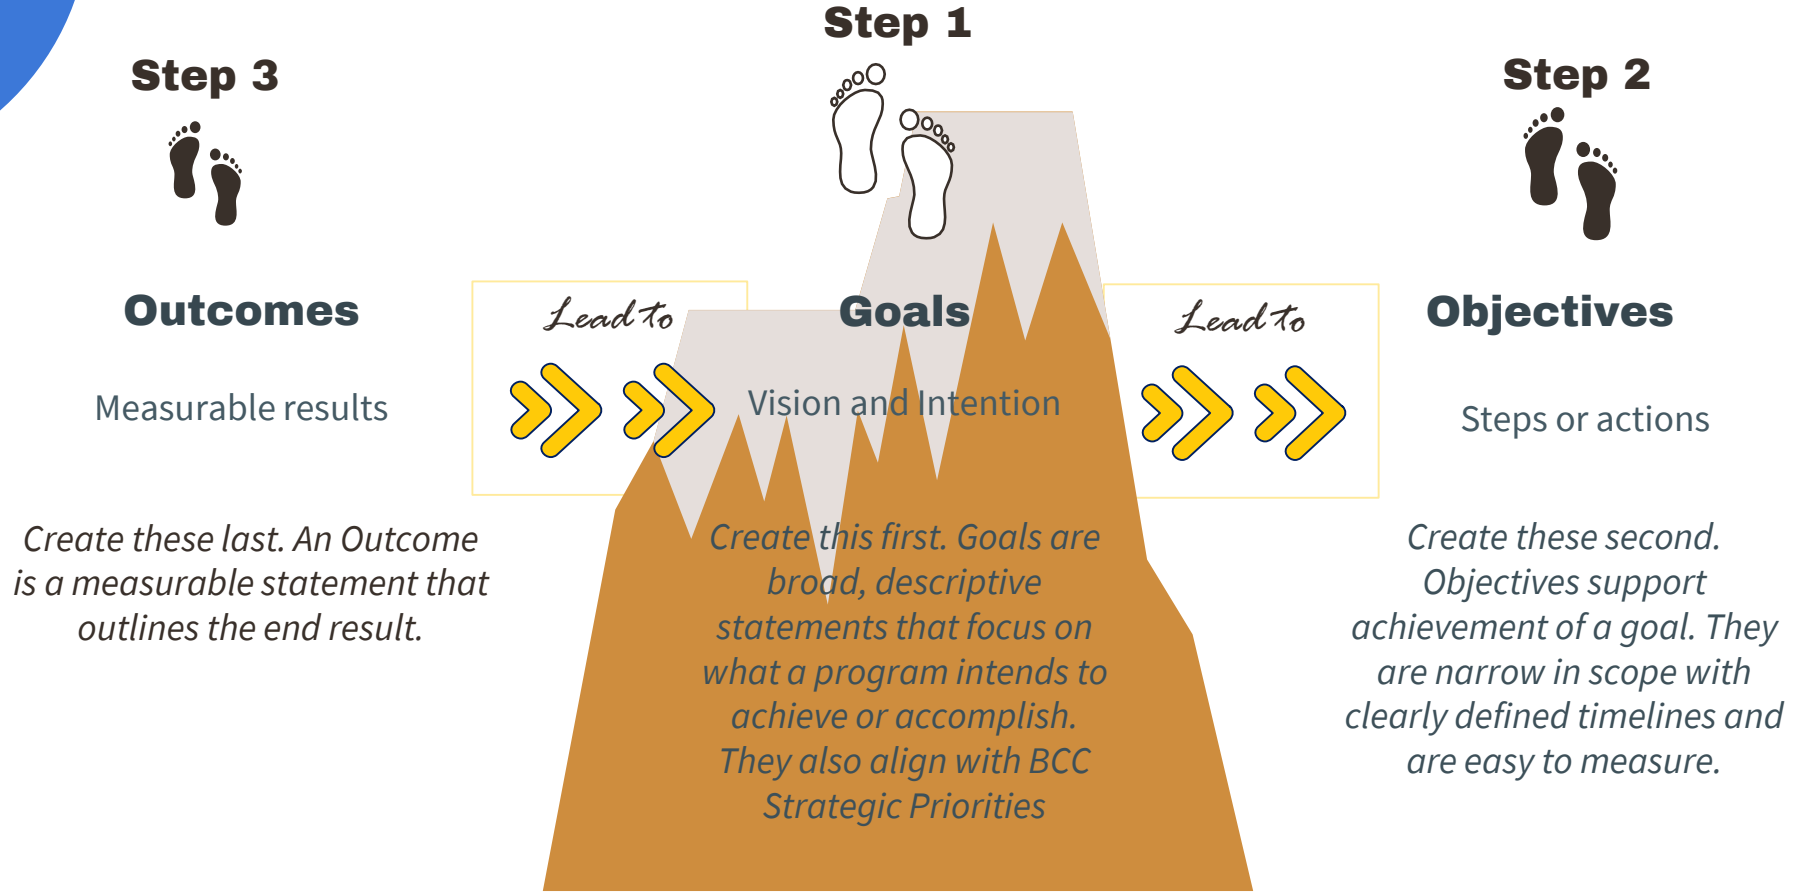 Step 3
Outcomes
Measurable results
Create these last. An Outcome
is a measurable statement that
outlines the end result.
Lead to
Step 1
Goals
Vision and Intention
Create this first. Goals are
broad, descriptive
statements that focus on
what a program intends to
achieve or accomplish.
They also align with BCC
Strategic Priorities
Lead to
Step 2
Objectives
Steps or actions
Create these second.
Objectives support
achievement of a goal. They
are narrow in scope with
clearly defined timelines and
are easy to measure.